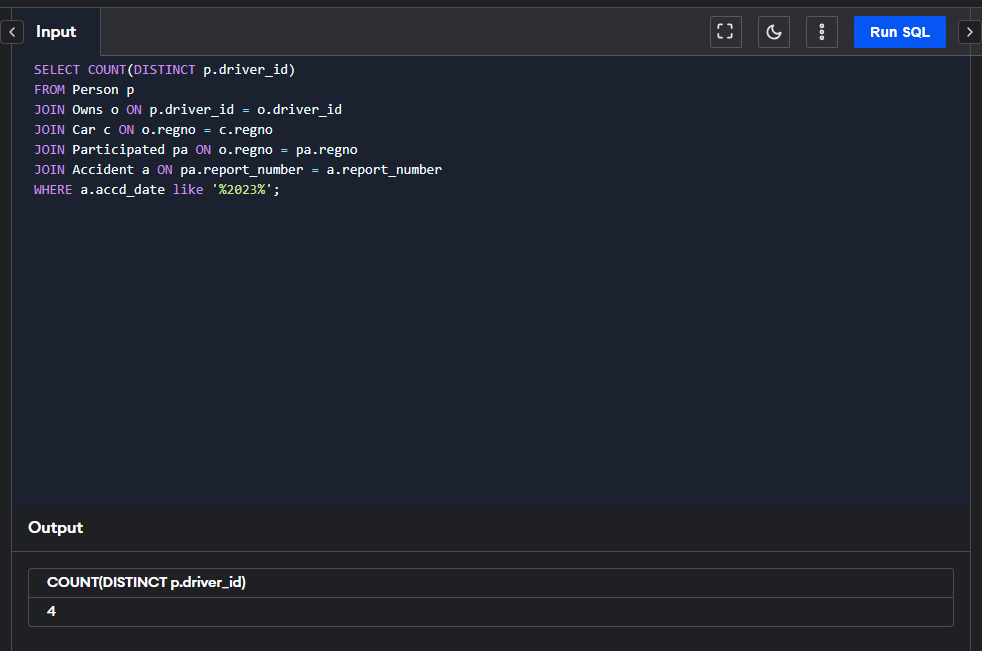 Input
Run SQL
SELECT COUNT(DISTINCT p.driver_id)
FROM Person p
JOIN Owns o ON p.driver_id = o.driver_id
JOIN Car c ON o.regno = c.regno
JOIN Participated pa ON o.regno = pa.regno
JOIN Accident a ON pa.report_number = a.report_number
WHERE a.accd_date like '%2023%';
Output
COUNT(DISTINCT p.driver_id)
4